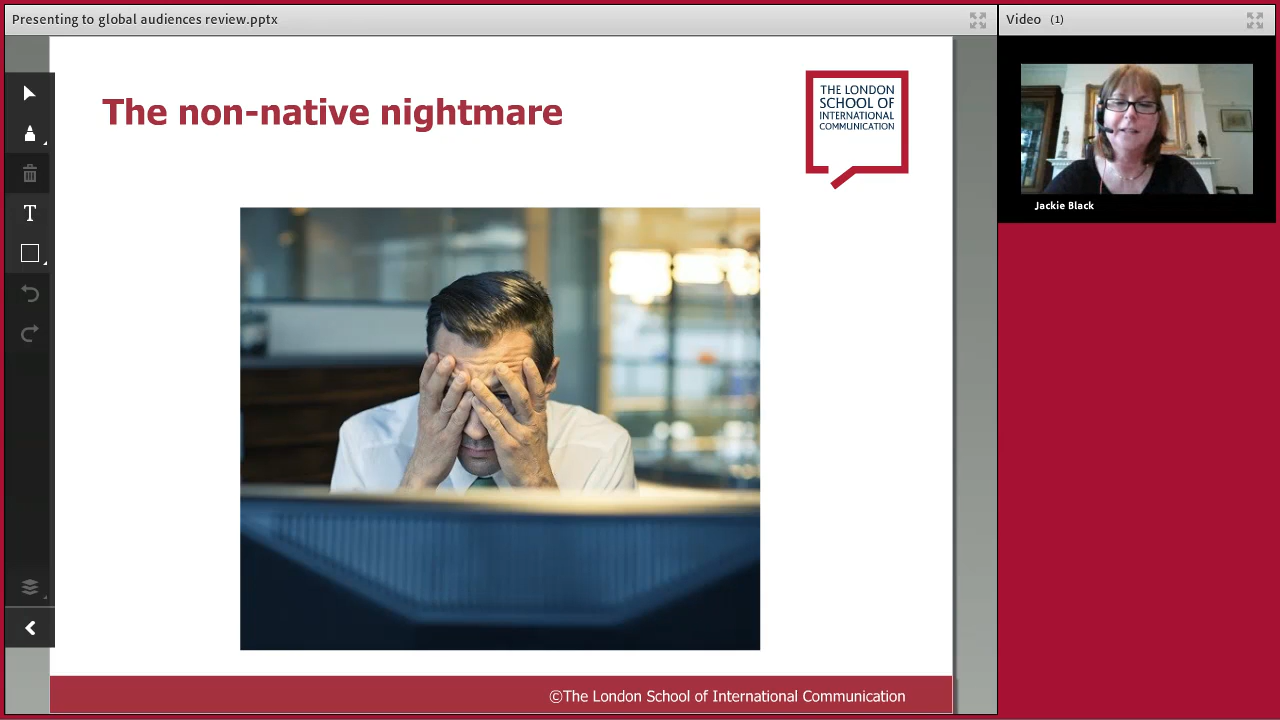 Presenting to global audiences review.pptx
Video (1)
The non-native nightmare
THE LONDON
SCHOOL OF
INTERNATIONAL
COMMUNICATION
Jackie Black
T
©The London School of International Communication